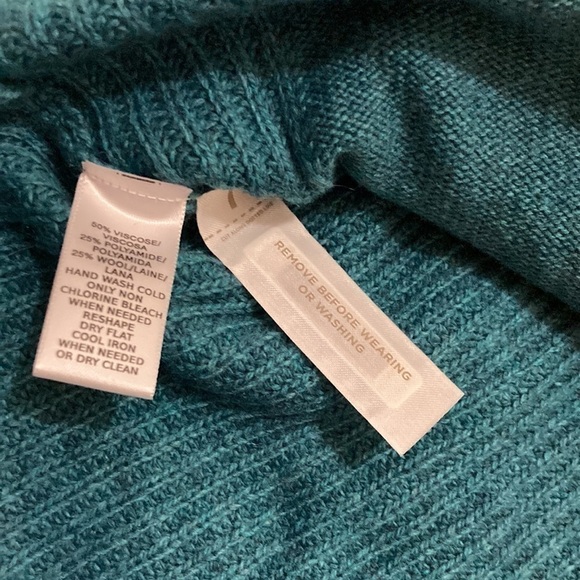 50% VISCOSE/
VISCOSA
25% POLYAMIDE/
POLYAMIDA
25% WOOL/LAINE/
LANA
HAND WASH COLD
ONLY NON
CHLORINE BLEACH
WHEN NEEDED
RESHAPE
DRY FLAT
COOL IRON
WHEN NEEDED
OR DRY CLEAN
REMOVE BEFORE WEARING
OR WASHING